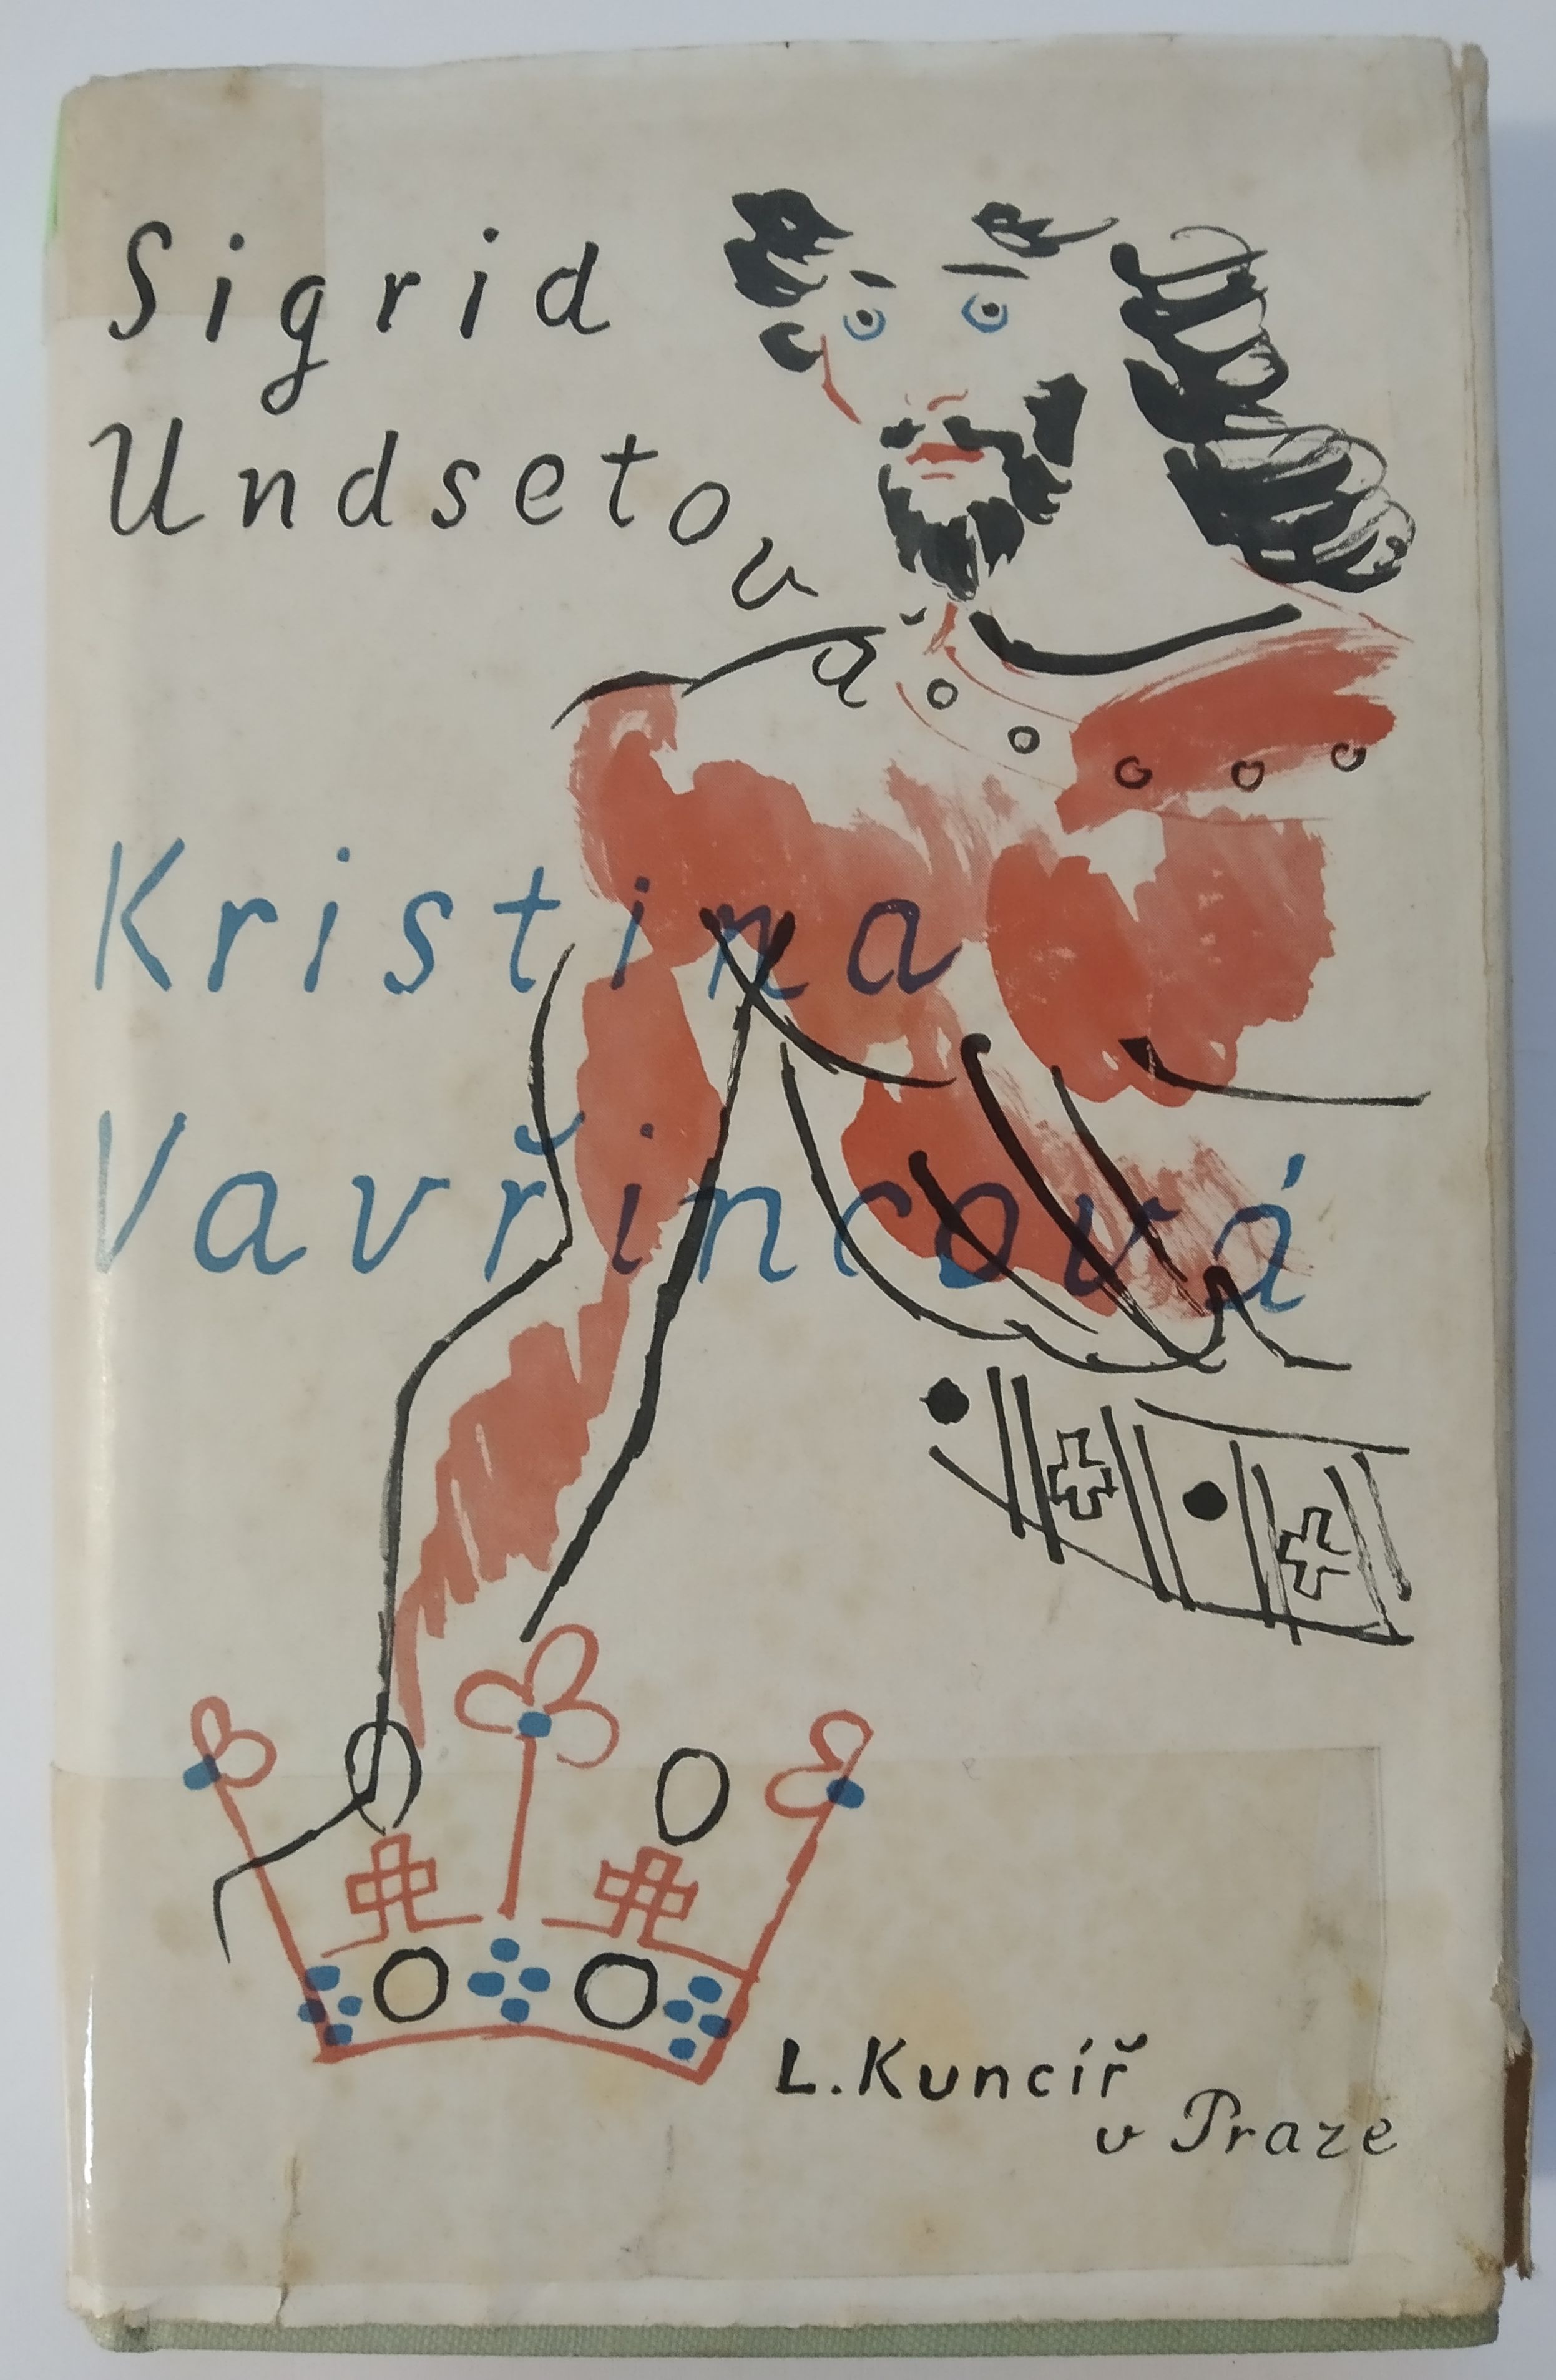 Sigrid
Undsetová
Kristina
Vavřincová
L. Kuncíř
v Praze